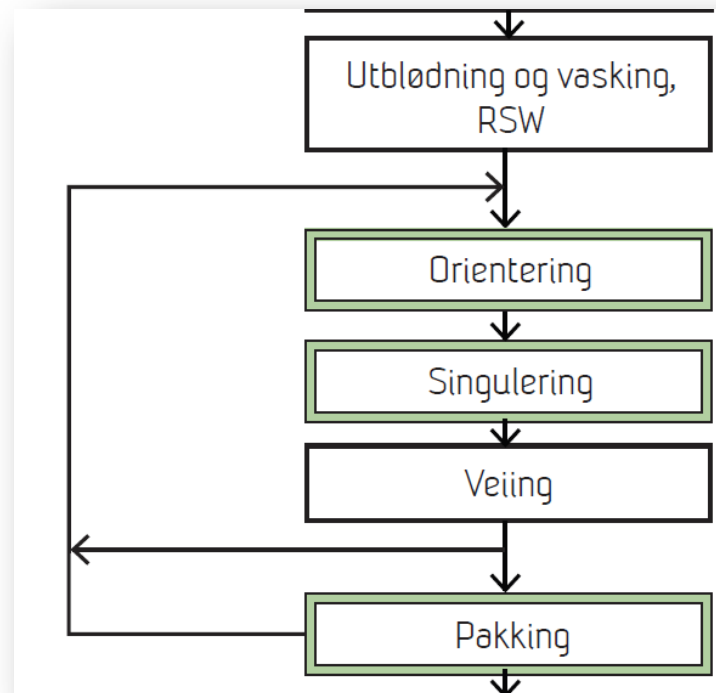 Utblødning og vasking,
RSW
Orientering
Singulering
Veiing
Pakking